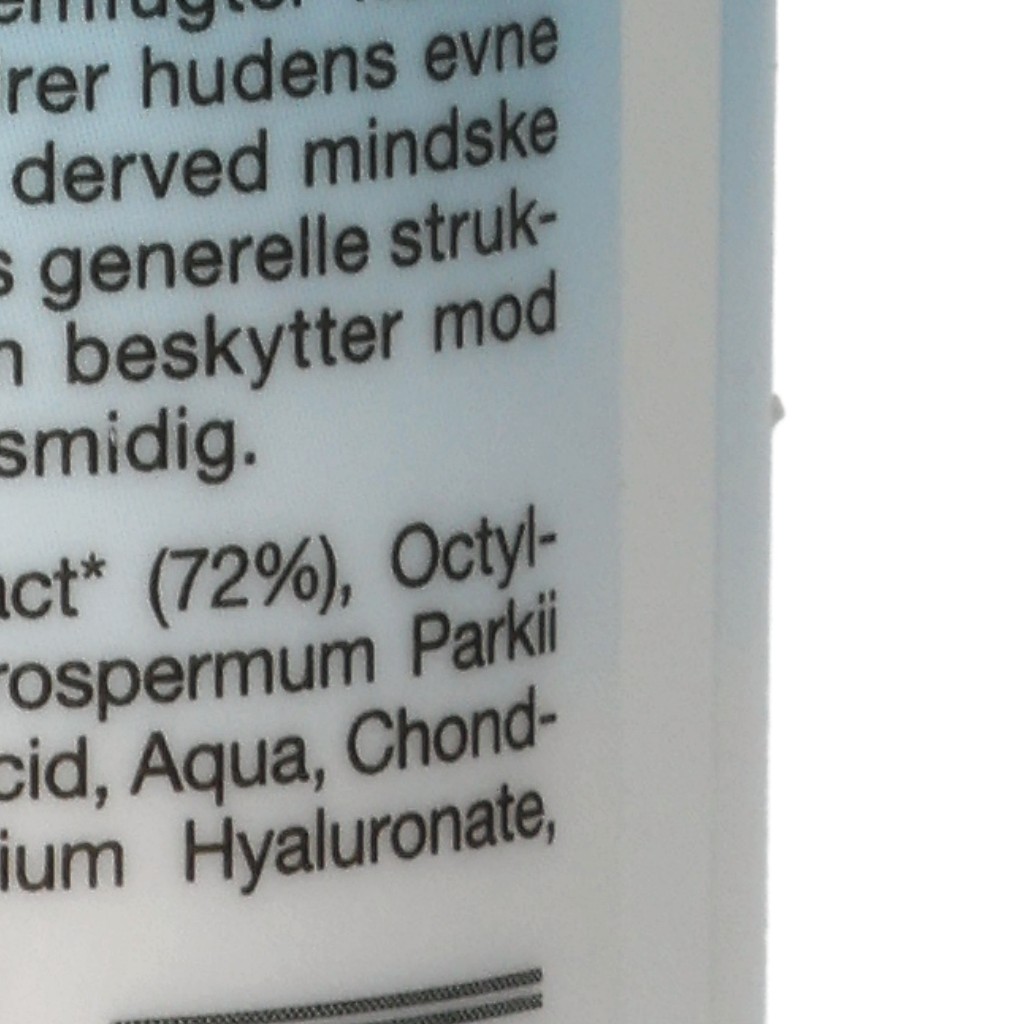 rer hudens evne
derved mindske
s generelle struk-
beskytter mod
smidig.
act* (72%), Octyl-
rospermum Parkii
cid, Aqua, Chond-
ium Hyaluronate,